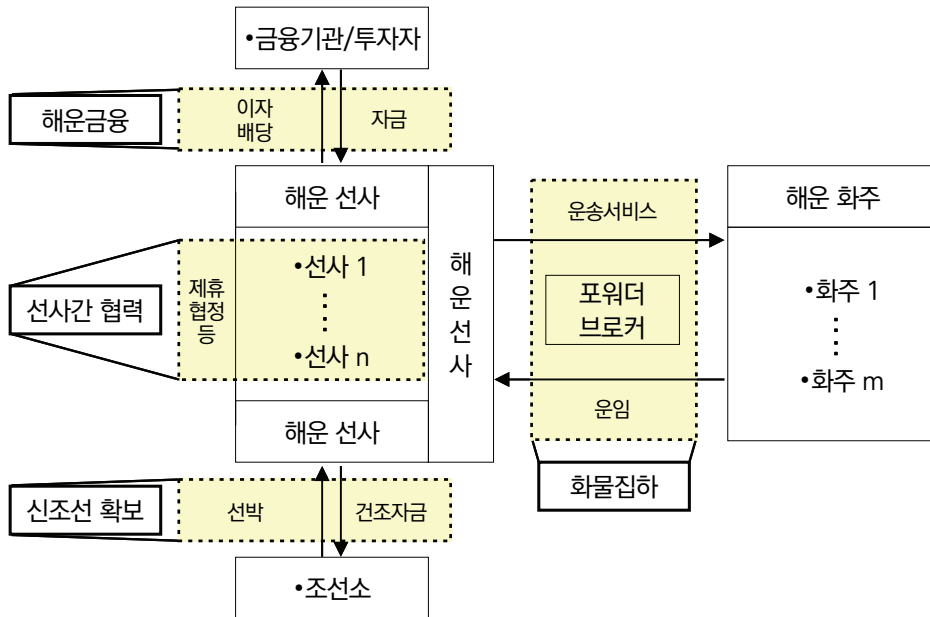 •금융기관/투자자
해운금융
이자
배당
자금
해운 선사
해운 화주
운송서비스
선사간 협력
제휴
협정
등
•선사 1
•선사 n
해
운
선
사
포워더
브로커
•화주 1
•화주 m
운임
해운 선사
화물집하
신조선 확보
선박
건조자금
•조선소